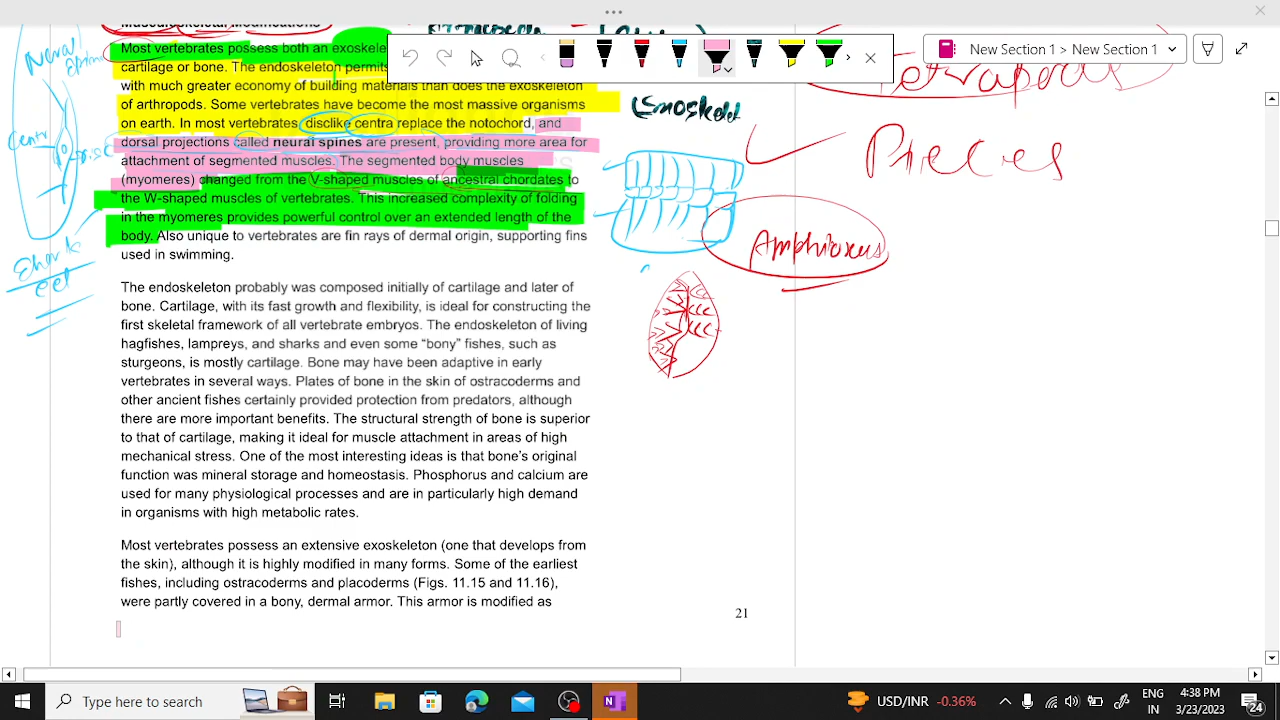 Musculoskeletal Modifications
Most vertebrates possess both an exoskele
cartilage or bone. The endoskeleton permits
with much greater economy of building materials than does the exoskeleton
of arthropods. Some vertebrates have become the most massive organisms
on earth. In most vertebrates disclike centra replace the notochord, and
dorsal projections called neural spines are present, providing more area for
attachment of segmented muscles. The segmented body muscles
(myomeres) changed from the V-shaped muscles of ancestral chordates to
the W-shaped muscles of vertebrates. This increased complexity of folding
in the myomeres provides powerful control over an extended length of the
body. Also unique to vertebrates are fin rays of dermal origin, supporting fins
used in swimming.
The endoskeleton probably was composed initially of cartilage and later of
bone. Cartilage, with its fast growth and flexibility, is ideal for constructing the
first skeletal framework of all vertebrate embryos. The endoskeleton of living
hagfishes, lampreys, and sharks and even some “bony” fishes, such as
sturgeons, is mostly cartilage. Bone may have been adaptive in early
vertebrates in several ways. Plates of bone in the skin of ostracoderms and
other ancient fishes certainly provided protection from predators, although
there are more important benefits. The structural strength of bone is superior
to that of cartilage, making it ideal for muscle attachment in areas of high
mechanical stress. One of the most interesting ideas is that bone’s original
function was mineral storage and homeostasis. Phosphorus and calcium are
used for many physiological processes and are in particularly high demand
in organisms with high metabolic rates.
Most vertebrates possess an extensive exoskeleton (one that develops from
the skin), although it is highly modified in many forms. Some of the earliest
fishes, including ostracoderms and placoderms (Figs. 11.15 and 11.16),
were partly covered in a bony, dermal armor. This armor is modified as
21
Neural
Centr
Disc
New Section 1 > New Section 1
Tetrapods
Pisces
Amphioxus
Type here to search
USD/INR -0.36%
ENG
IN
4:38 PM
3/23/2023
24